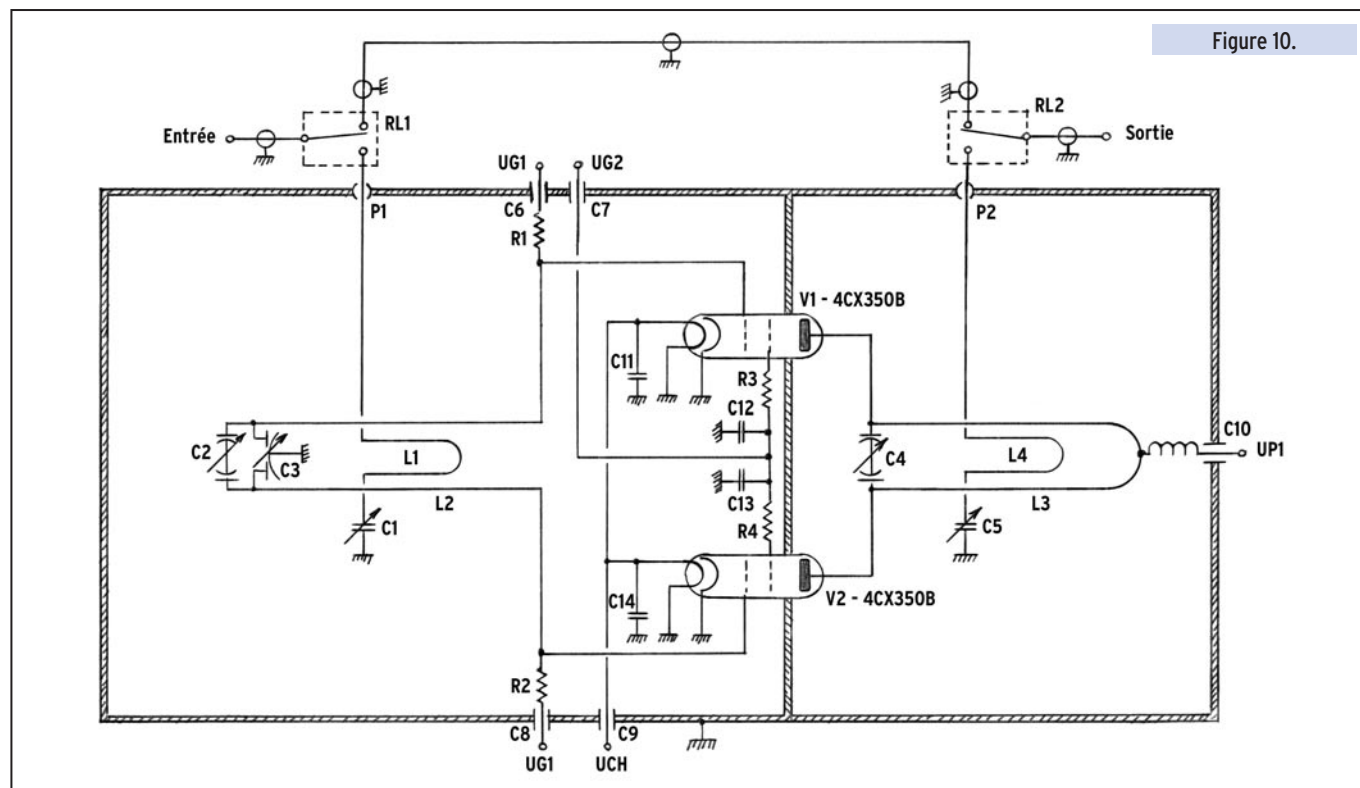 Figure 10.
RL1
RL2
Entrée
Sortie
UG1
UG2
P1
C6
C7
P2
R1
V1 - 4CX350B
C11
R3
C12
C2
C3
L1
C4
L4
C10
UP1
C13
L2
L3
C1
R4
C5
C14
V2 - 4CX350B
R2
C8
C9
UG1
UCH